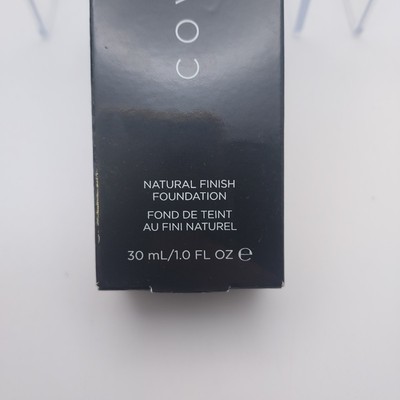 COV
NATURAL FINISH
FOUNDATION
FOND DE TEINT
AU FINI NATUREL
30 mL/1.0 FL OZ ℮